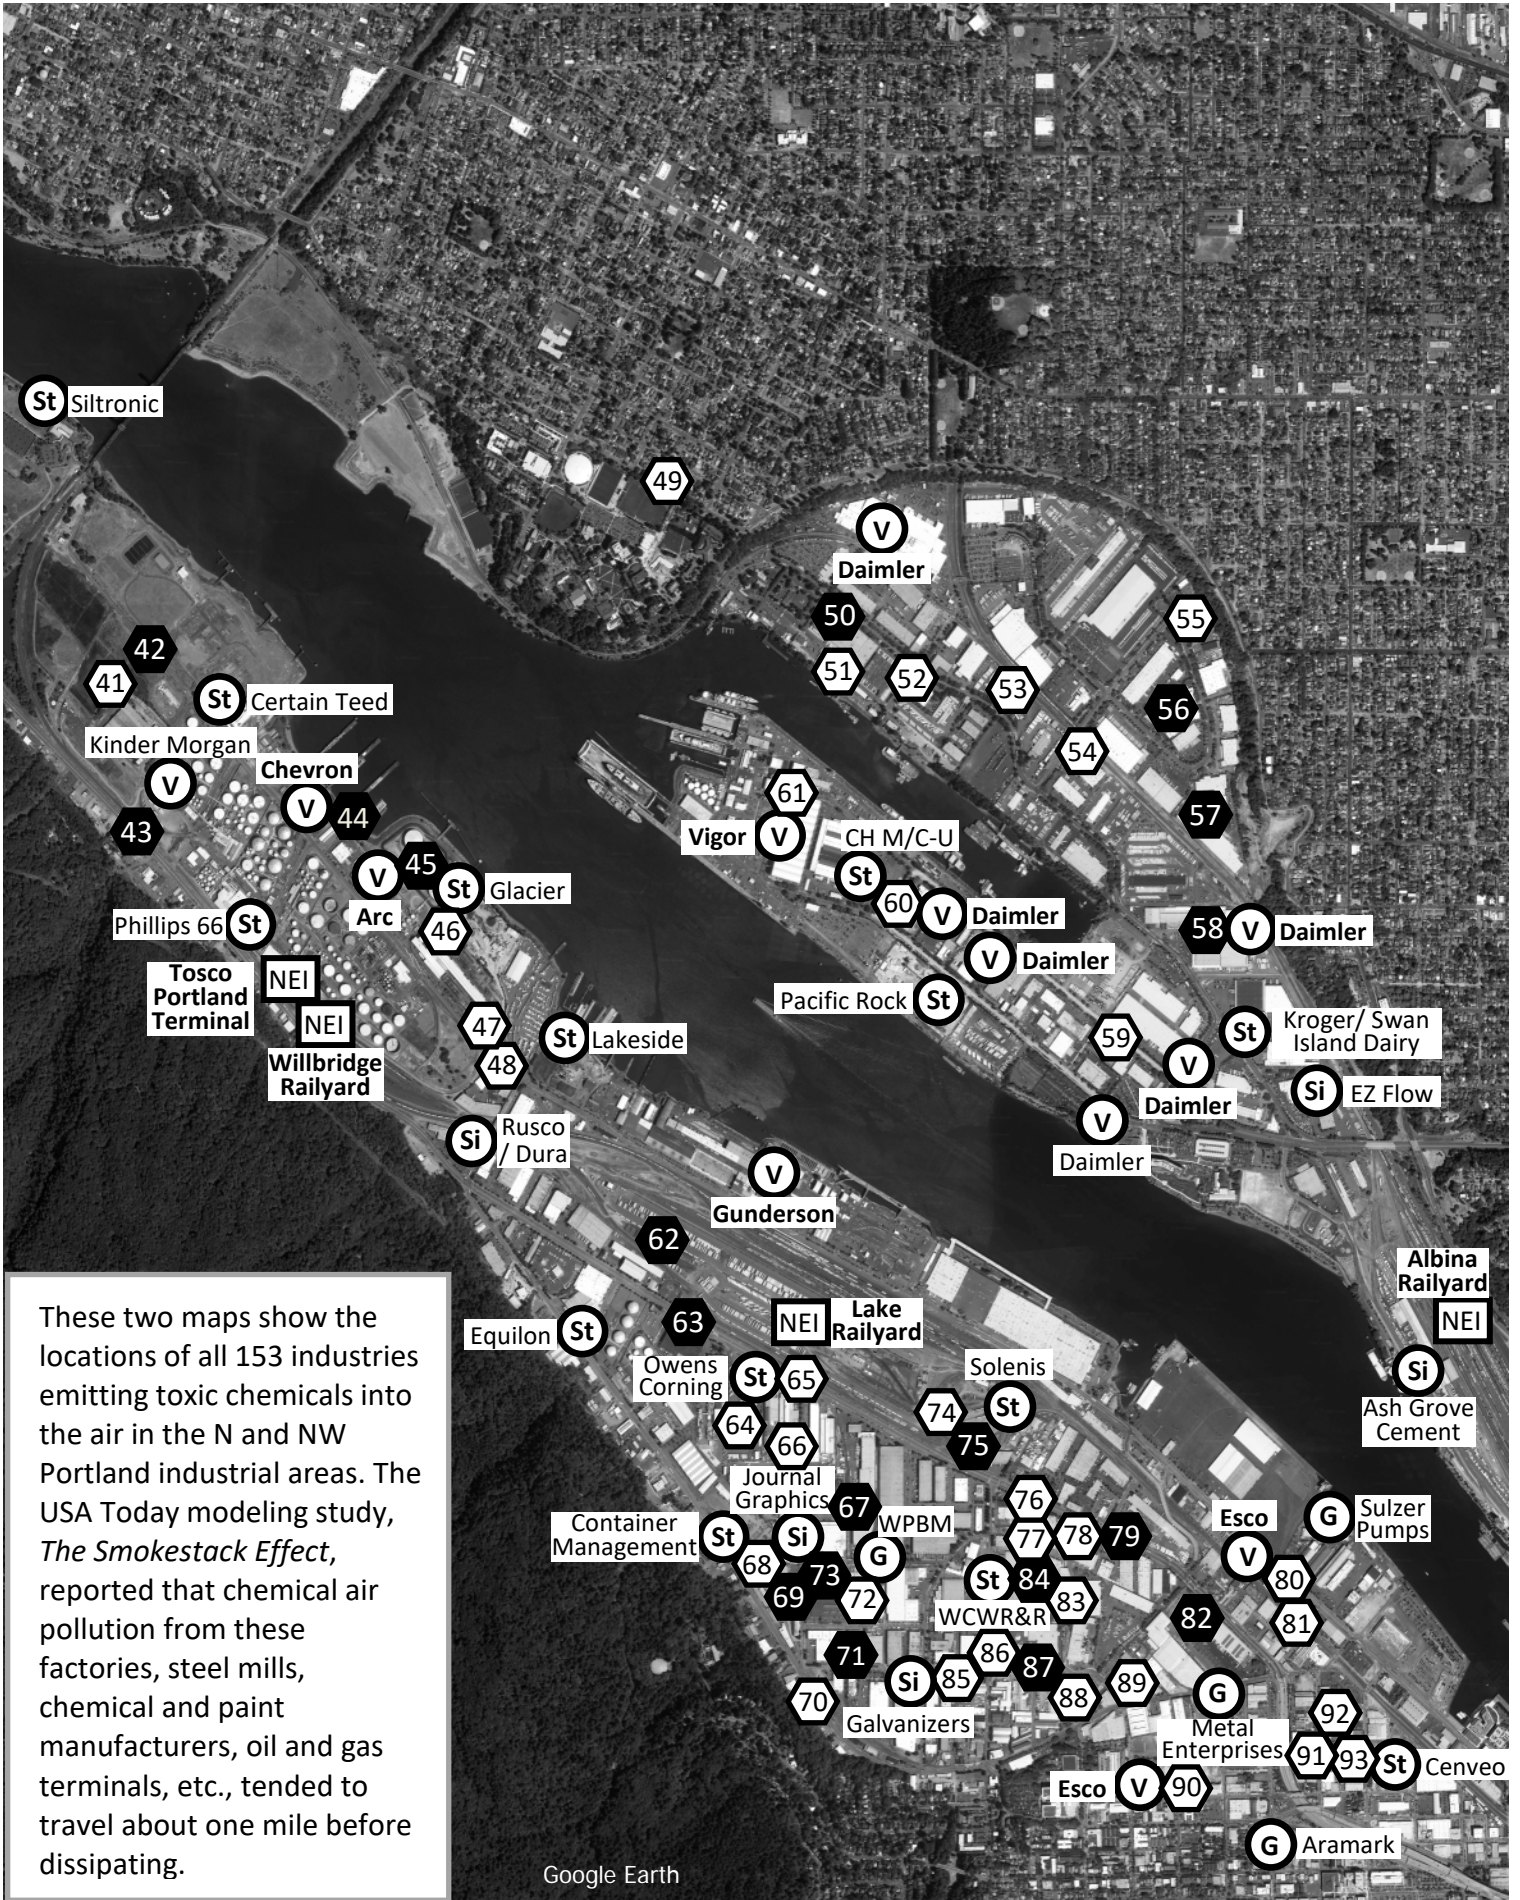 St Siltronic
49
V
Daimler
50
55
51
52
53
42
41
St Certain Teed
56
Kinder Morgan
54
V
Chevron
V
44
43
61
57
Vigor V
CH M/C-U
St
V
45
St Glacier
Arc
60
V Daimler
46
58
V Daimler
Phillips 66 St
V Daimler
Tosco
Portland
Terminal
NEI
Pacific Rock St
NEI
Willbridge
Railyard
47
48
St Lakeside
59
St Kroger/ Swan
Island Dairy
V
Daimler
Si EZ Flow
V
Daimler
Si Rusco
/ Dura
V
Gunderson
62
Albina
Railyard
NEI
63
NEI Lake
Railyard
Equilon St
Owens
Corning
St
65
Solenis
St
Si
Ash Grove
Cement
64
66
74
75
Journal
Graphics
67
76
Container
Management
St
Si
WPBM
G
77
78
79
Esco
V
G Sulzer
Pumps
68
73
69
72
St
84
83
WCWR&R
80
82
81
71
86
87
70
Si
85
88
89
G
Galvanizers
Metal
Enterprises
92
91
93
St Cenveo
Esco V
90
G Aramark
These two maps show the
locations of all 153 industries
emitting toxic chemicals into
the air in the N and NW
Portland industrial areas. The
USA Today modeling study,
The Smokestack Effect,
reported that chemical air
pollution from these
factories, steel mills,
chemical and paint
manufacturers, oil and gas
terminals, etc., tended to
travel about one mile before
dissipating.
Google Earth